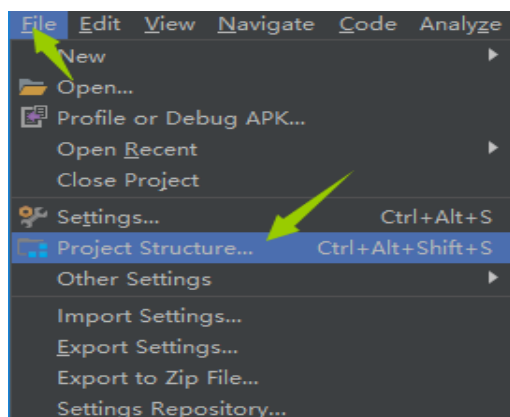 File Edit View Navigate Code Analyze
New
Open...
Profile or Debug APK...
Open Recent
Close Project
Settings... Ctrl+Alt+S
Project Structure... Ctrl+Alt+Shift+S
Other Settings
Import Settings...
Export Settings...
Export to Zip File...
Settings Repository...